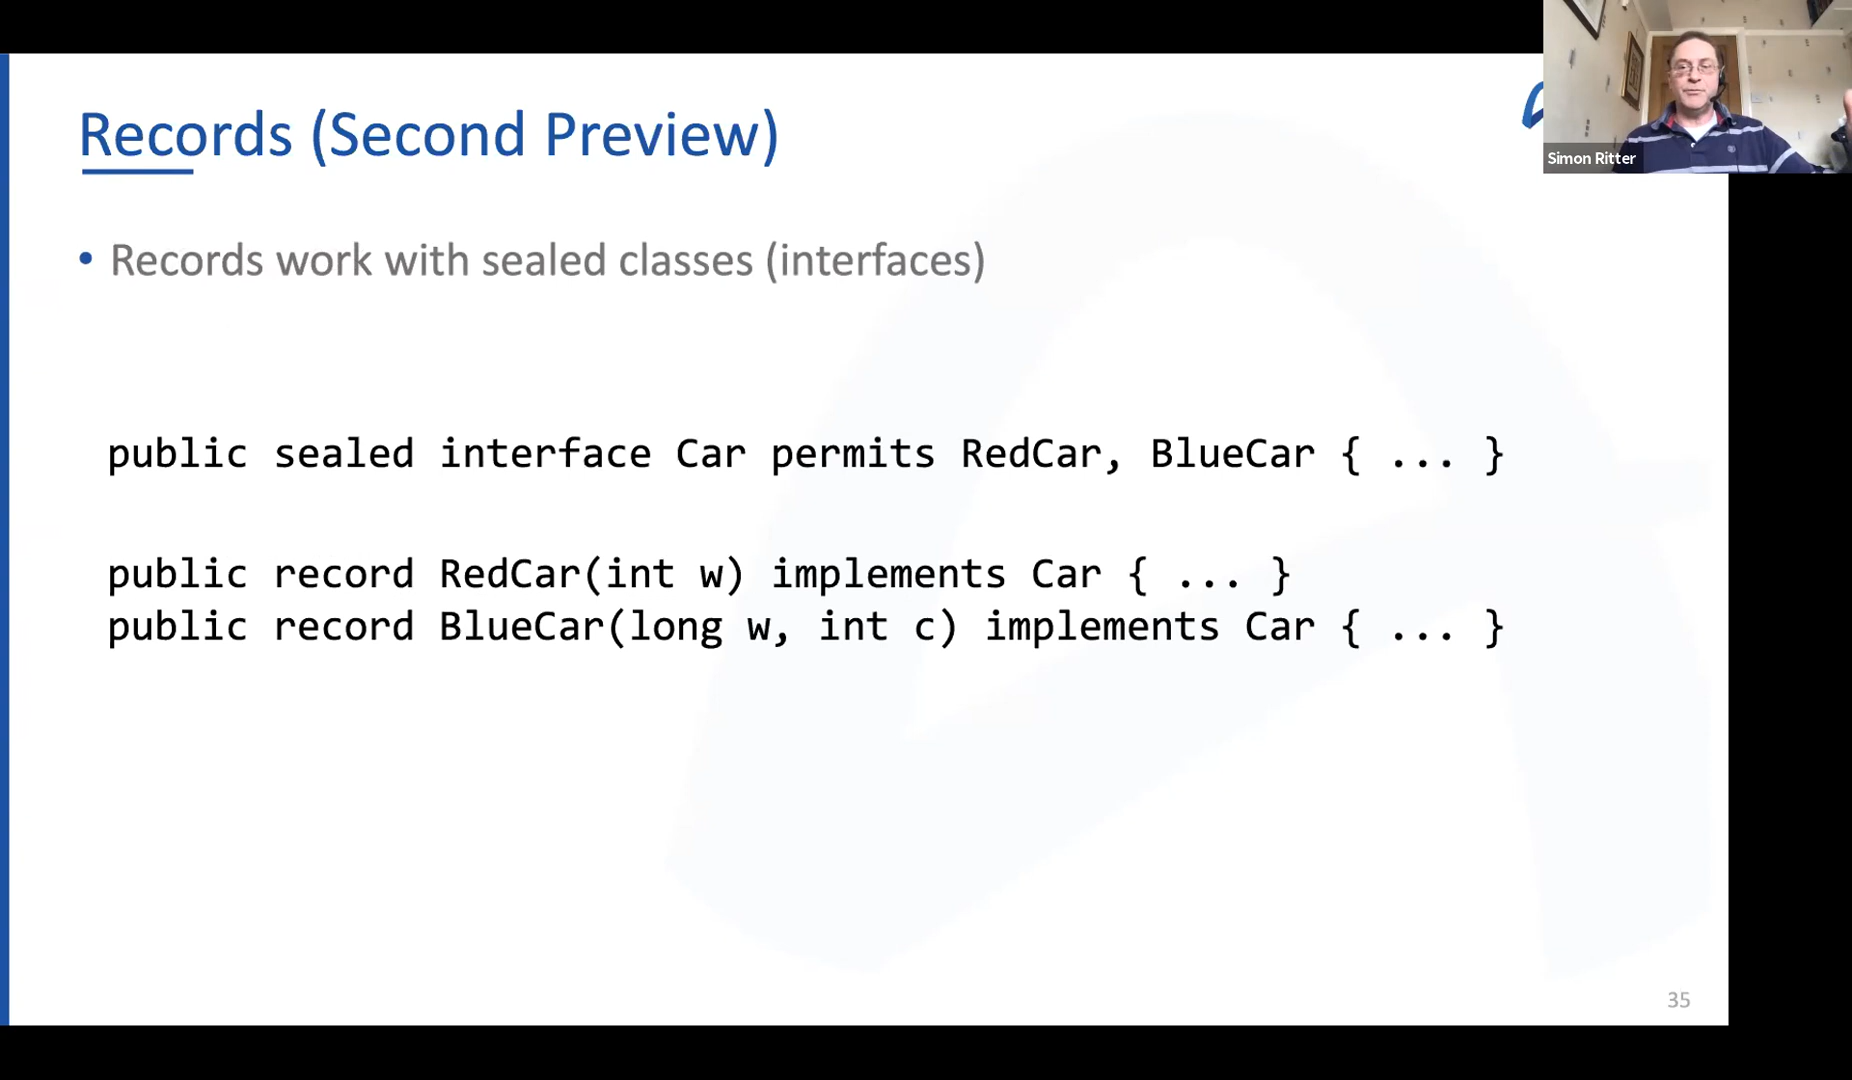 Records (Second Preview)
Simon Ritter
• Records work with sealed classes (interfaces)
public sealed interface Car permits RedCar, BlueCar { ... }
public record RedCar(int w) implements Car { ... }
public record BlueCar(long w, int c) implements Car { ... }
35